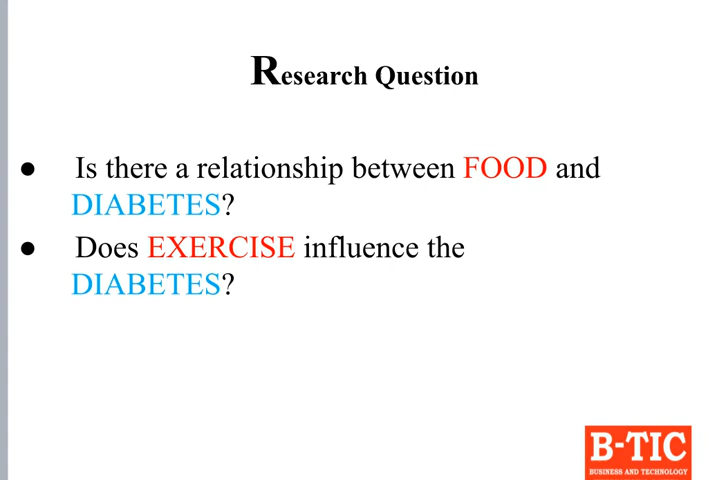 Research Question
● Is there a relationship between FOOD and
DIABETES?
● Does EXERCISE influence the
DIABETES?
B-TIC
BUSINESS AND TECHNOLOGY